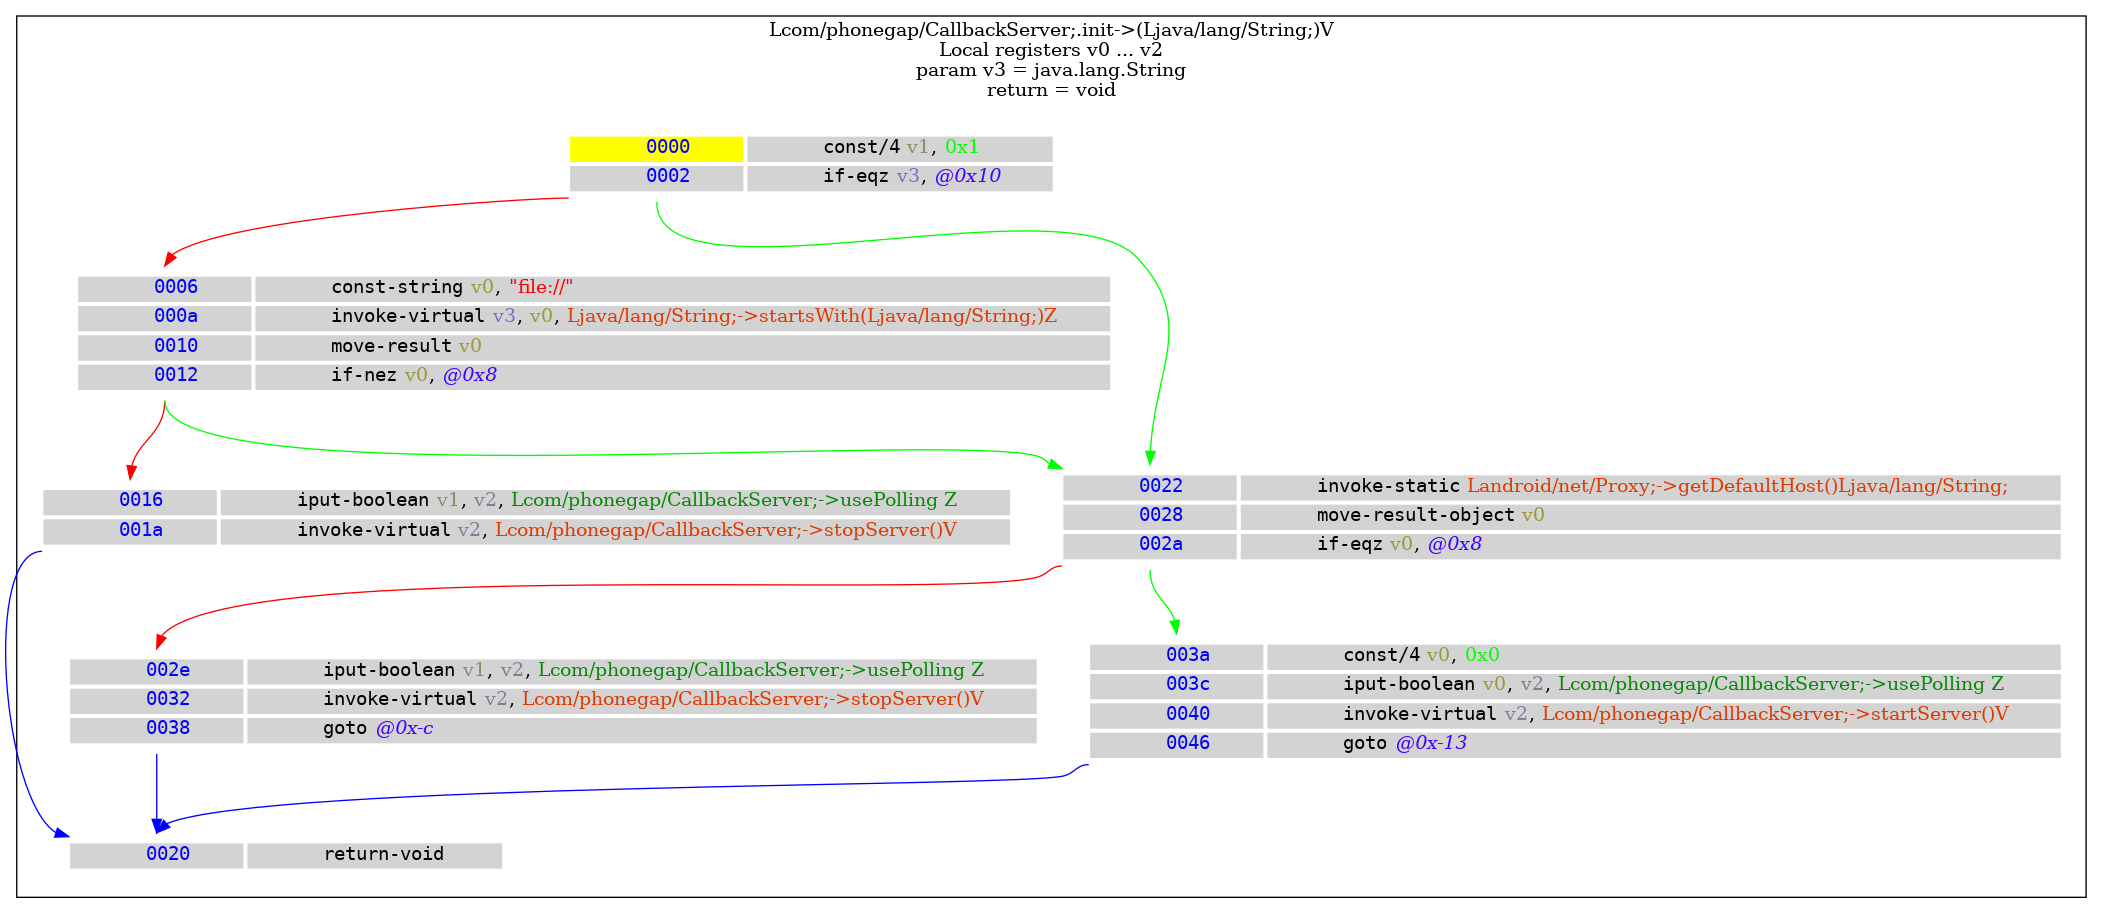 Lcom/phonegap/CallbackServer;.init->(Ljava/lang/String;)V
Local registers v0 ... v2
param v3 = java.lang.String
return = void
0000 const/4 v1, 0x1
0002 if-eqz v3, @0x10
0006 const-string v0, "file://"
000a invoke-virtual v3, v0, Ljava/lang/String;->startsWith(Ljava/lang/String;)Z
0010 move-result v0
0012 if-nez v0, @0x8
0016 iput-boolean v1, v2, Lcom/phonegap/CallbackServer;->usePolling Z
001a invoke-virtual v2, Lcom/phonegap/CallbackServer;->stopServer()V
0022 invoke-static Landroid/net/Proxy;->getDefaultHost()Ljava/lang/String;
0028 move-result-object v0
002a if-eqz v0, @0x8
002e iput-boolean v1, v2, Lcom/phonegap/CallbackServer;->usePolling Z
0032 invoke-virtual v2, Lcom/phonegap/CallbackServer;->stopServer()V
0038 goto @0x-c
003a const/4 v0, 0x0
003c iput-boolean v0, v2, Lcom/phonegap/CallbackServer;->usePolling Z
0040 invoke-virtual v2, Lcom/phonegap/CallbackServer;->startServer()V
0046 goto @0x-13
0020 return-void